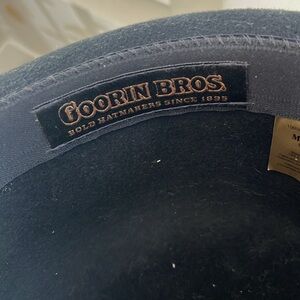 GOORIN BROS.
BOLD HATMAKERS SINCE 1895
M